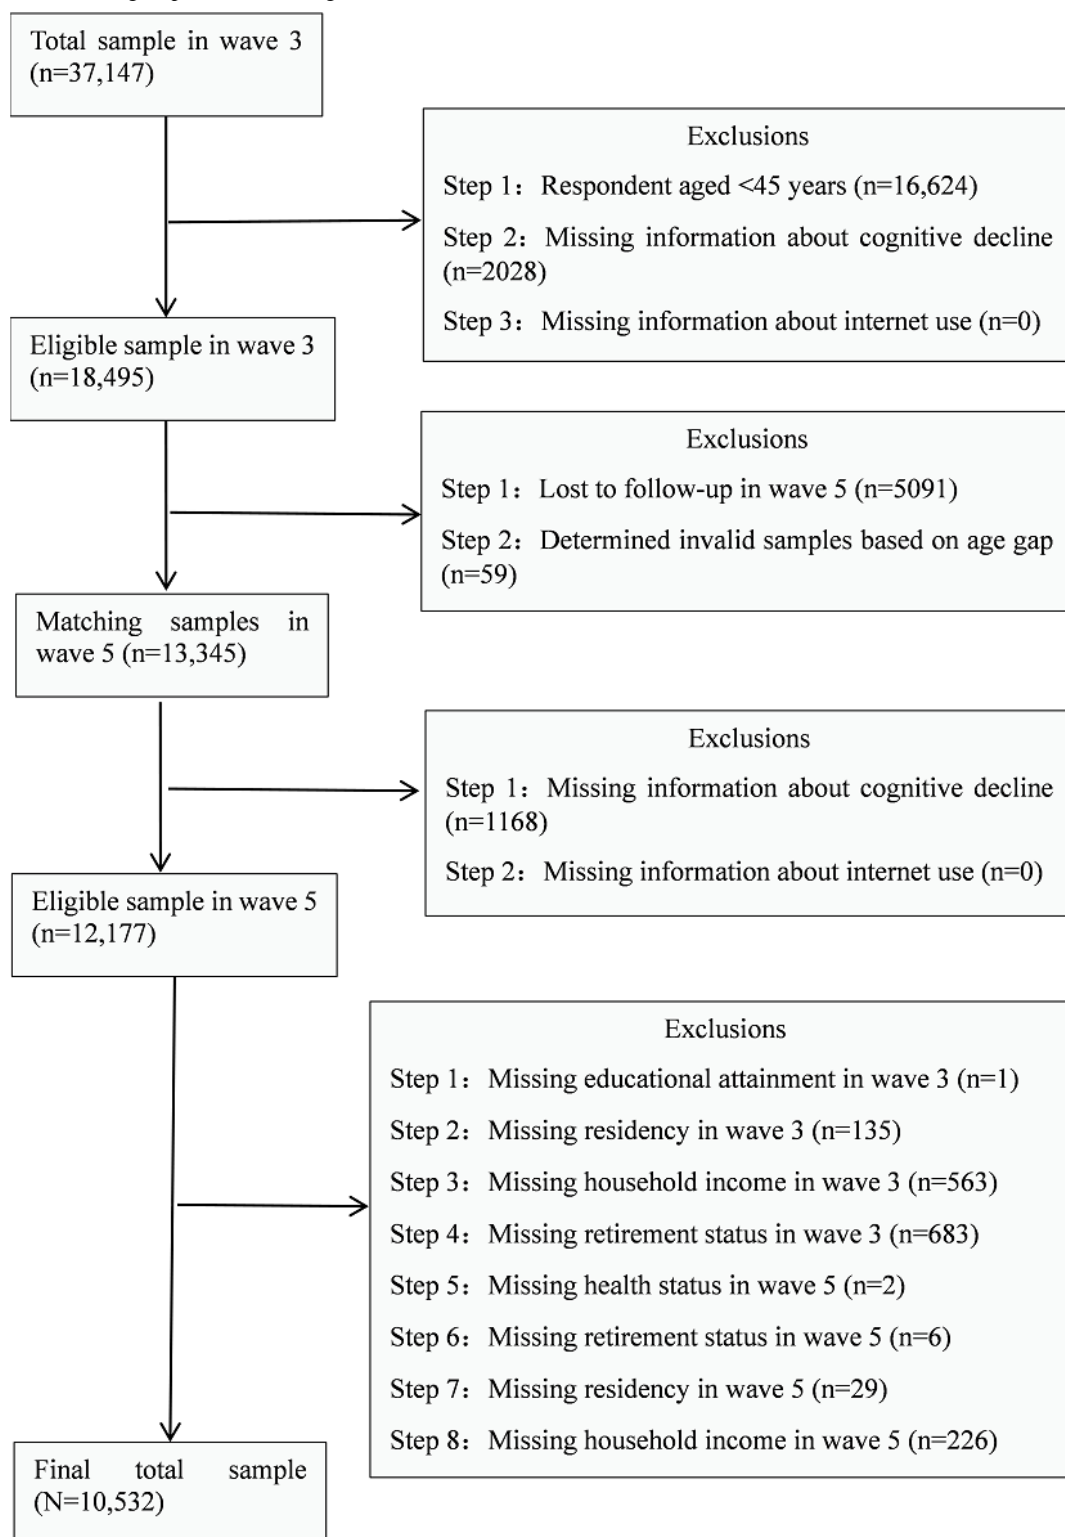 Total sample in wave 3
(n=37,147)
Exclusions
Step 1：Respondent aged <45 years (n=16,624)
Step 2：Missing information about cognitive decline
(n=2028)
Step 3：Missing information about internet use (n=0)
Eligible sample in wave 3
(n=18,495)
Exclusions
Step 1：Lost to follow-up in wave 5 (n=5091)
Step 2：Determined invalid samples based on age gap
(n=59)
Matching samples in
wave 5 (n=13,345)
Exclusions
Step 1：Missing information about cognitive decline
(n=1168)
Step 2：Missing information about internet use (n=0)
Eligible sample in wave 5
(n=12,177)
Exclusions
Step 1：Missing educational attainment in wave 3 (n=1)
Step 2：Missing residency in wave 3 (n=135)
Step 3：Missing household income in wave 3 (n=563)
Step 4：Missing retirement status in wave 3 (n=683)
Step 5：Missing health status in wave 5 (n=2)
Step 6：Missing retirement status in wave 5 (n=6)
Step 7：Missing residency in wave 5 (n=29)
Step 8：Missing household income in wave 5 (n=226)
Final total sample
(N=10,532)